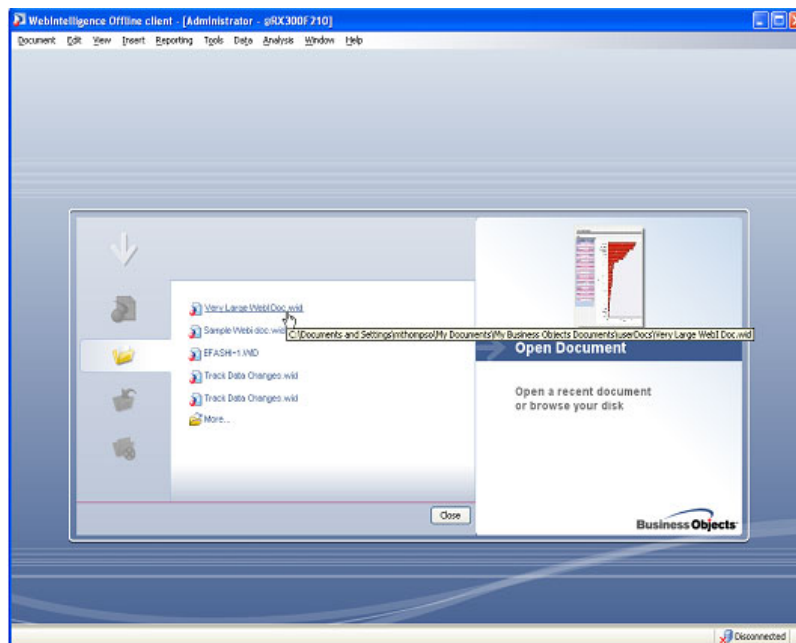 WebIntelligence Offline client - [Administrator - @RX300F210]
Document Edit View Insert Reporting Tools Data Analysis Window Help
Very Large WebI Doc.wid
Sample Webi doc.wid
C:\Documents and Settings\mthompsol\My Documents\My Business Objects Documents\userDocs\Very Large WebI Doc.wid
EFASHI~1.WID
Track Data Changes.wid
Track Data Changes.wid
More...
Open Document
Open a recent document
or browse your disk
Close
Business Objects
Disconnected